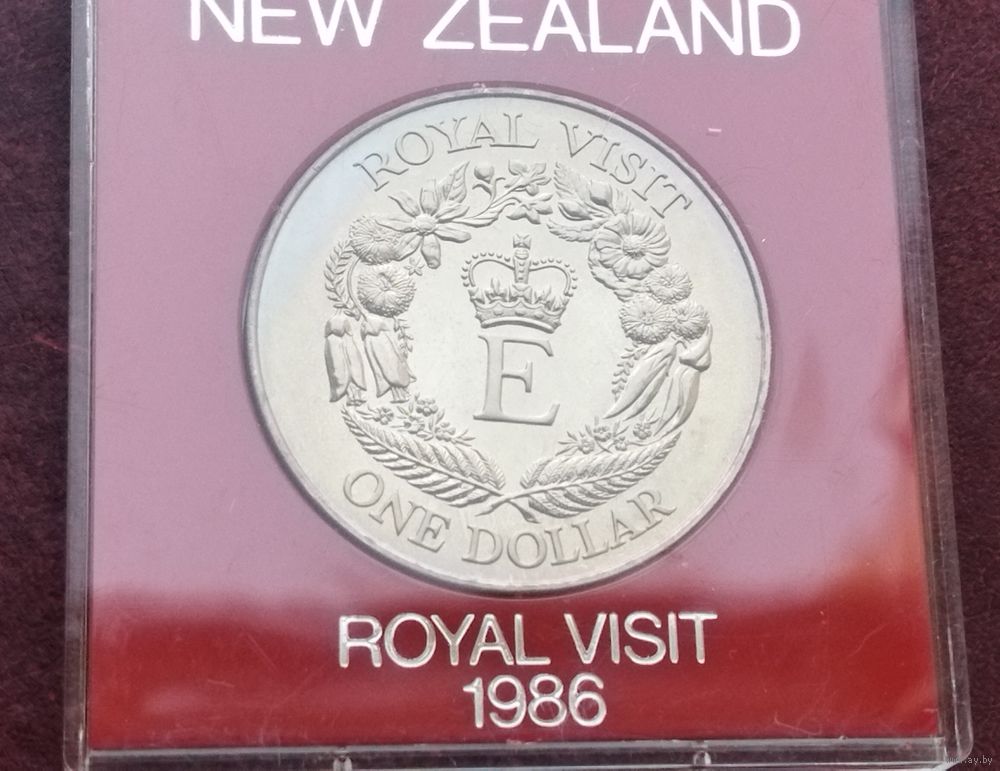 NEW ZEALAND
ROYAL VISIT
E
ONE DOLLAR
ROYAL VISIT
1986